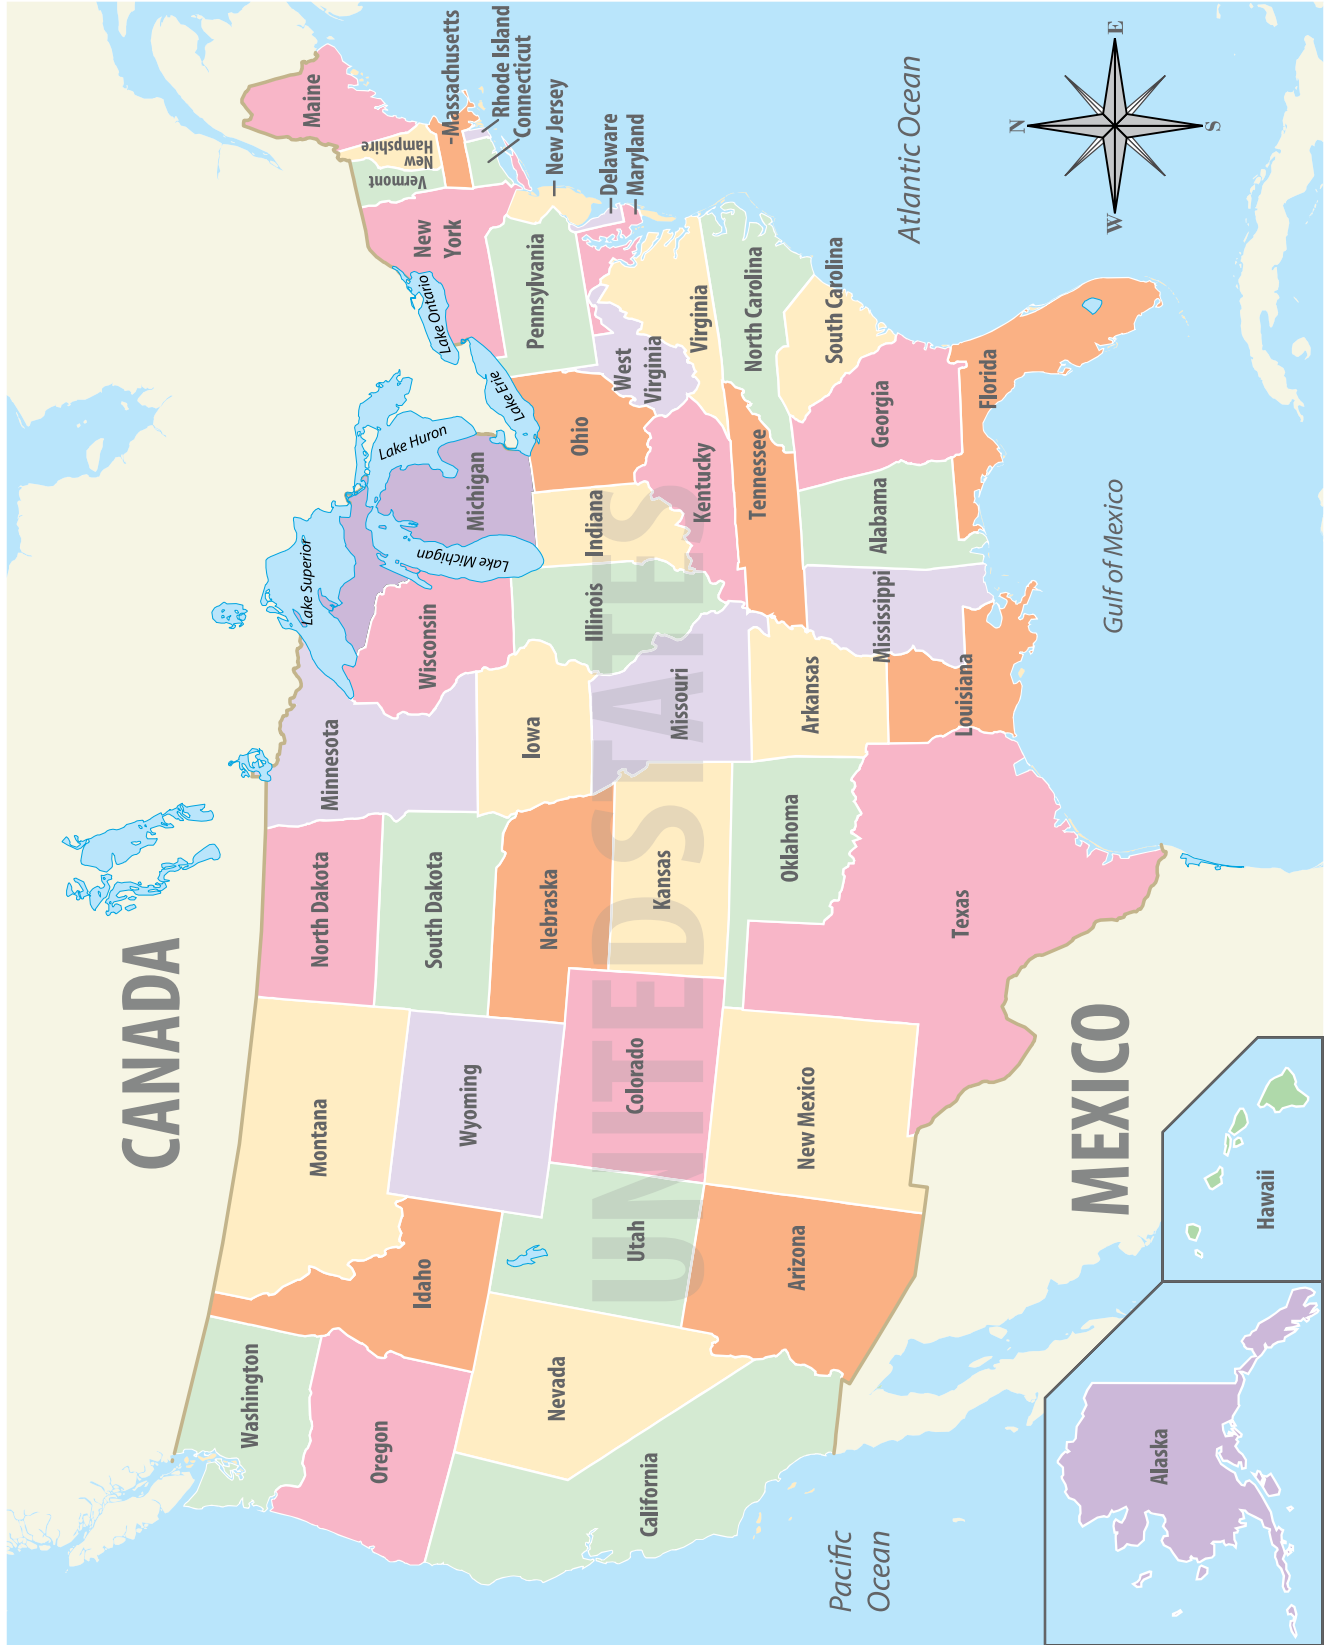 CANADA
UNITED STATES
MEXICO
Washington
Oregon
California
Nevada
Idaho
Montana
Wyoming
Utah
Colorado
Arizona
New Mexico
North Dakota
South Dakota
Nebraska
Kansas
Oklahoma
Texas
Minnesota
Iowa
Missouri
Arkansas
Louisiana
Wisconsin
Illinois
Michigan
Indiana
Ohio
Kentucky
Tennessee
Mississippi
Alabama
Georgia
Florida
South Carolina
North Carolina
Virginia
West
Virginia
Pennsylvania
New
York
Vermont
New
Hampshire
Maine
Massachusetts
Rhode Island
Connecticut
New Jersey
Delaware
Maryland
Lake Superior
Lake Michigan
Lake Huron
Lake Erie
Lake Ontario
Atlantic Ocean
Gulf of Mexico
Pacific
Ocean
Alaska
Hawaii
N
E
S
W